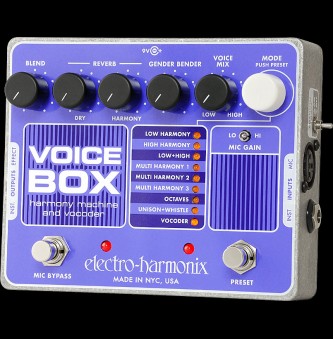 9V
BLEND
REVERB
GENDER BENDER
VOICE
MIX
MODE
PUSH PRESET
DRY
HARMONY
LOW
HIGH
VOICE
BOX
harmony machine
and vocoder
LOW HARMONY
HIGH HARMONY
LOW+HIGH
MULTI HARMONY 1
MULTI HARMONY 2
MULTI HARMONY 3
OCTAVES
UNISON+WHISTLE
VOCODER
LO
HI
MIC GAIN
EFFECT
OUTPUTS
INST
MIC
INPUTS
INST
MIC BYPASS
electro-harmonix
MADE IN NYC, USA
PRESET